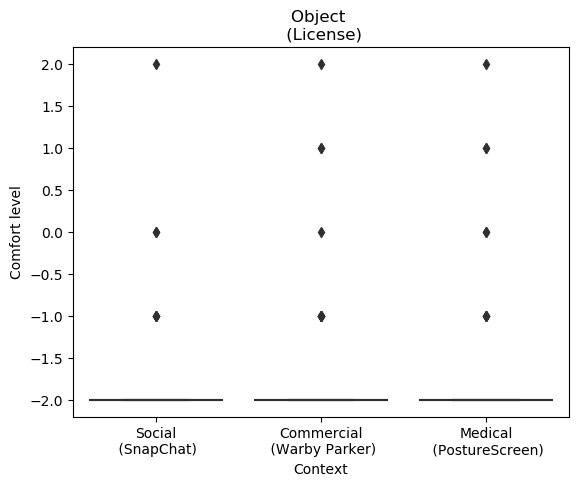 Object
(License)
Comfort level
2.0
1.5
1.0
0.5
0.0
−0.5
−1.0
−1.5
−2.0
Social
(SnapChat)
Commercial
(Warby Parker)
Medical
(PostureScreen)
Context